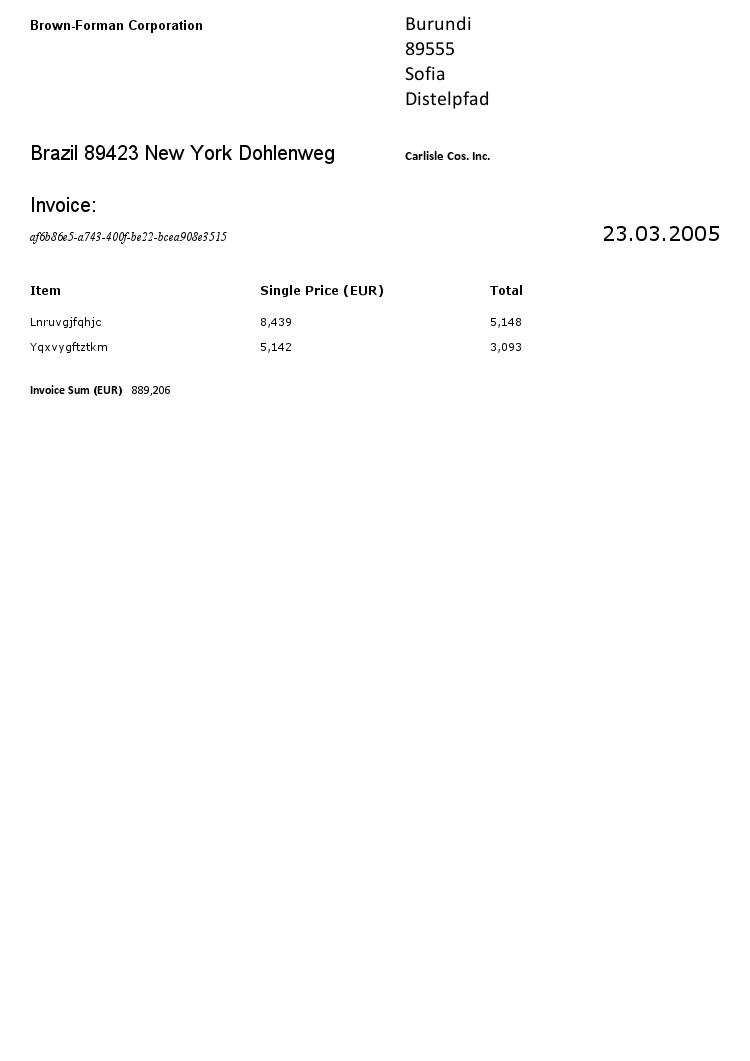 Brown-Forman Corporation
Burundi
89555
Sofia
Distelpfad
Brazil 89423 New York Dohlenweg
Carlisle Cos. Inc.
Invoice:
af6b86e5-a743-400f-be22-bcea908e3515
23.03.2005
Item Single Price (EUR) Total
Lnruvgjfqhjc 8,439 5,148
Yqxvygftztkm 5,142 3,093
Invoice Sum (EUR) 889,206